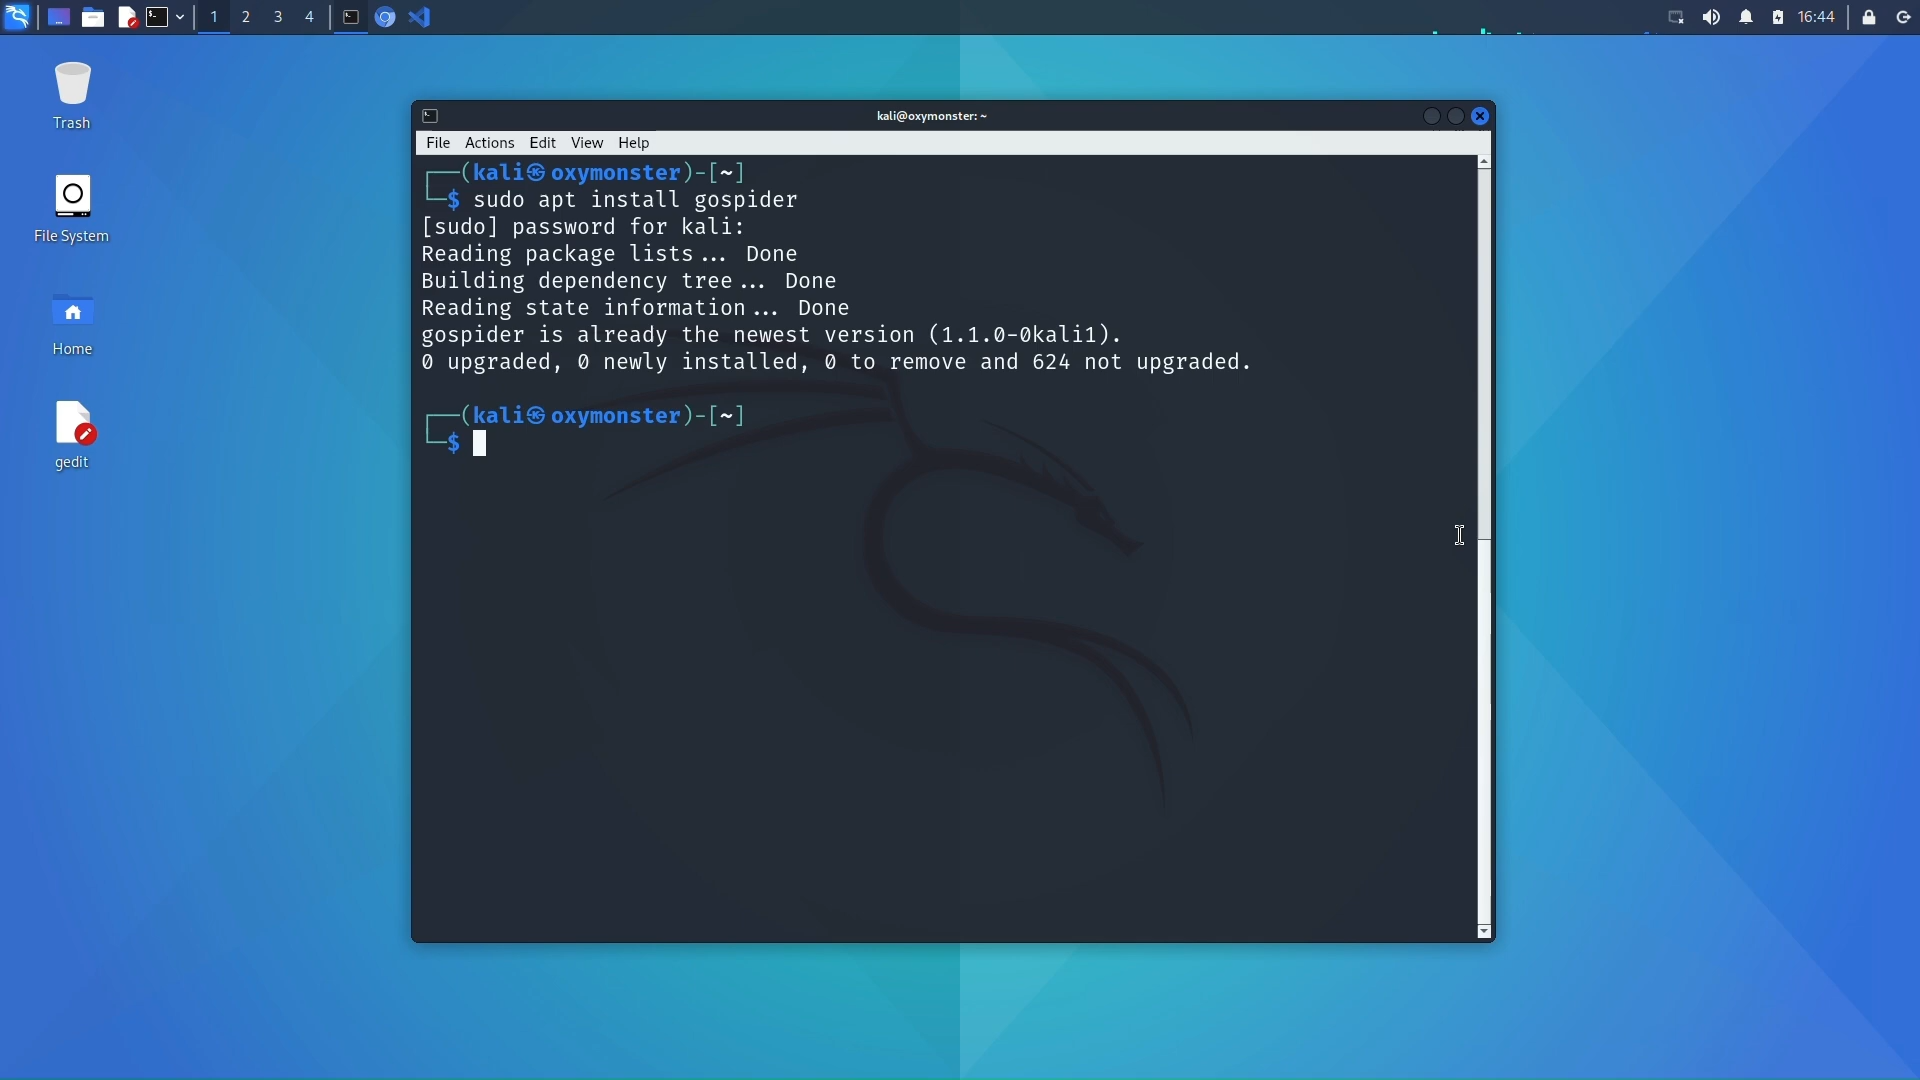 1 2 3 4
16:44
Trash
File System
Home
gedit
kali@oxymonster: ~
File Actions Edit View Help
┌──(kali㉿oxymonster)-[~]
└─$ sudo apt install gospider
[sudo] password for kali:
Reading package lists... Done
Building dependency tree... Done
Reading state information... Done
gospider is already the newest version (1.1.0-0kali1).
0 upgraded, 0 newly installed, 0 to remove and 624 not upgraded.
┌──(kali㉿oxymonster)-[~]
└─$